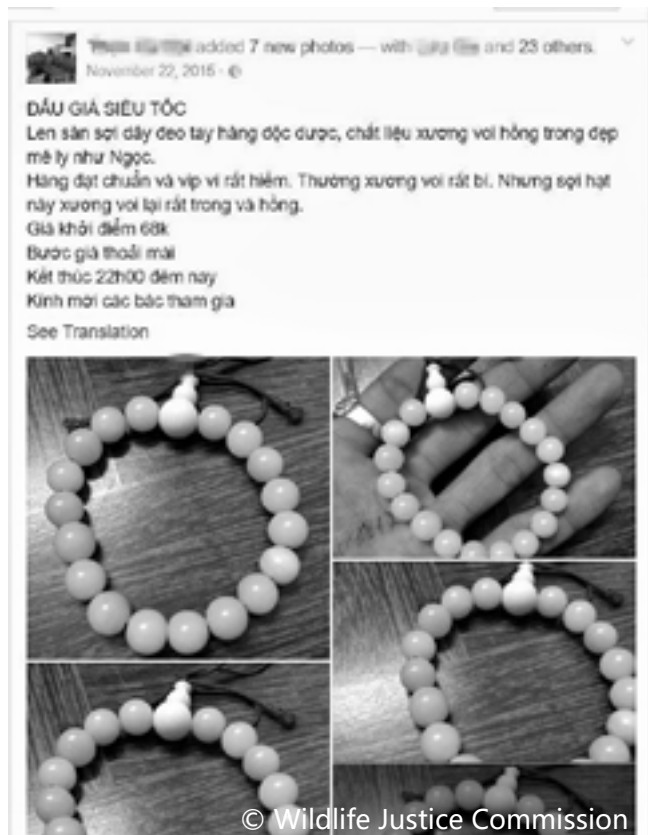 added 7 new photos — with and 23 others.
November 22, 2015 ·
ĐẤU GIÁ SIÊU TỐC
Len sàn sợi dây đeo tay hàng độc dược, chất liệu xương voi hồng trong đẹp
mê ly như Ngọc.
Hàng đạt chuẩn và vip vì rất hiếm. Thường xương voi rất bí. Nhưng sợi hạt
này xương voi lại rất trong và hồng.
Giá khởi điểm 68k
Bước giá thoải mái
Kết thúc 22h00 đêm nay
Kính mời các bác tham gia
See Translation
© Wildlife Justice Commission